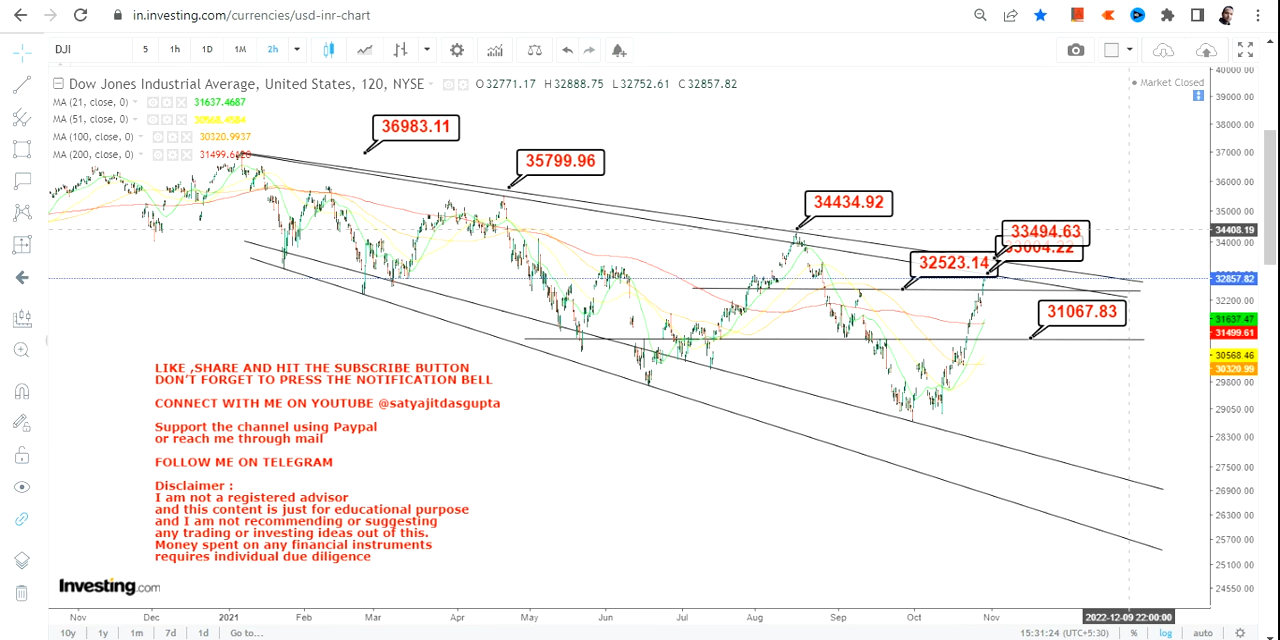 in.investing.com/currencies/usd-inr-chart
DJI 5 1h 1D 1M 2h
Dow Jones Industrial Average, United States, 120, NYSE O32771.17 H32888.75 L32752.61 C32857.82
Market Closed
MA (21, close, 0) 31637.4687
MA (51, close, 0)
MA (100, close, 0) 30320.9937
MA (200, close, 0)
36983.11
35799.96
34434.92
33494.63
32523.14
31067.83
40000.00
39000.00
38000.00
37000.00
36000.00
35000.00
34408.19
34000.00
32857.82
32200.00
31637.47
31499.61
30568.46
30320.99
29800.00
29050.00
28300.00
27500.00
26900.00
26300.00
25700.00
25100.00
24550.00
LIKE ,SHARE AND HIT THE SUBSCRIBE BUTTON
DON'T FORGET TO PRESS THE NOTIFICATION BELL
CONNECT WITH ME ON YOUTUBE @satyajitdasgupta
Support the channel using Paypal
or reach me through mail
FOLLOW ME ON TELEGRAM
Disclaimer :
I am not a registered advisor
and this content is just for educational purpose
and I am not recommending or suggesting
any trading or investing ideas out of this.
Money spent on any financial instruments
requires individual due diligence
Investing.com
Nov Dec 2021 Feb Mar Apr May Jun Jul Aug Sep Oct Nov 2022-12-09 22:00:00
10y 1y 1m 7d 1d Go to... 15:31:24 (UTC+5:30) % log auto